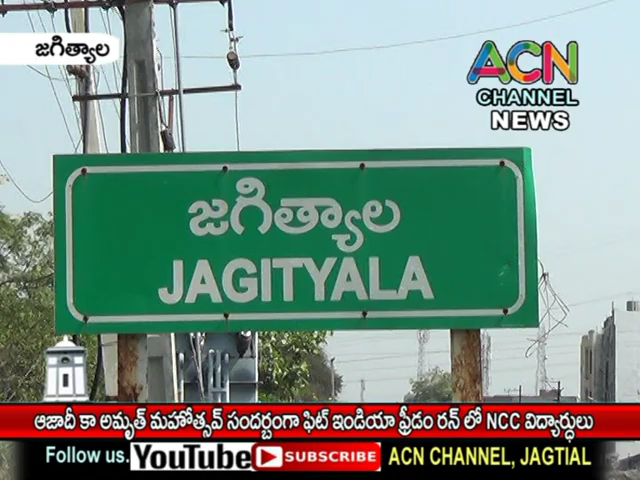 జగిత్యాల
ACN
CHANNEL
NEWS
జగిత్యాల
JAGITYALA
ఆజాదీ కా అమృత్ మహోత్సవ్ సందర్బంగా ఫిట్ ఇండియా ఫ్రీడం రన్ లో NCC విద్యార్ధులు
Follow us. YouTube SUBSCRIBE ACN CHANNEL, JAGTIAL